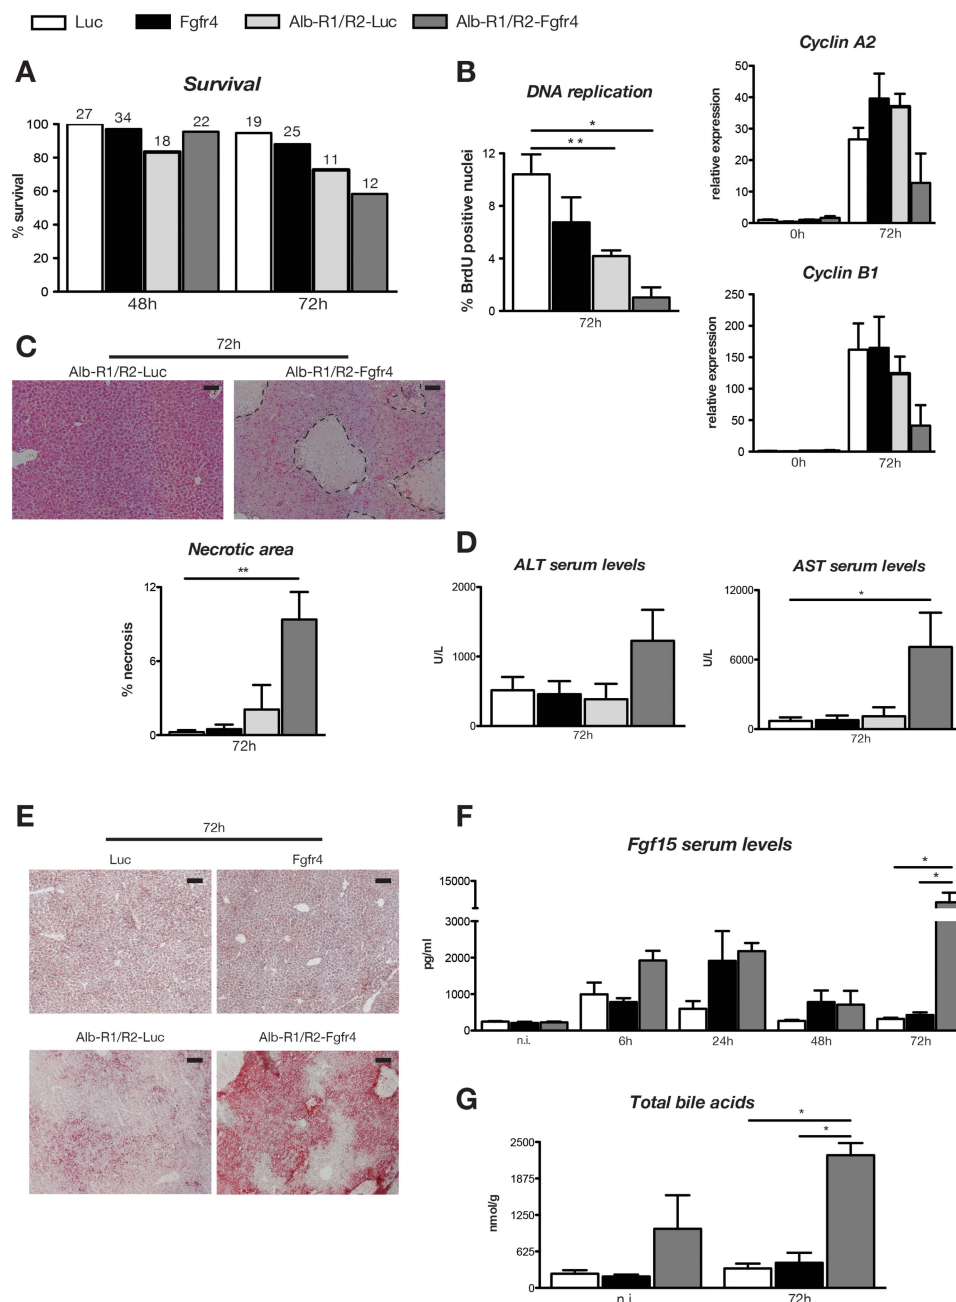 Luc Fgfr4 Alb-R1/R2-Luc Alb-R1/R2-Fgfr4
A
Survival
27 34 18 22 19 25 11 12
% survival
100
80
60
40
20
0
48h 72h
B
DNA replication
*
**
% BrdU positive nuclei
12
8
4
0
72h
Cyclin A2
relative expression
50
40
30
20
10
0
0h 72h
Cyclin B1
relative expression
250
200
150
100
50
0
0h 72h
C
72h
Alb-R1/R2-Luc Alb-R1/R2-Fgfr4
Necrotic area
**
% necrosis
12
6
0
72h
D
ALT serum levels
U/L
2000
1000
0
72h
AST serum levels
*
U/L
12000
6000
0
72h
E
72h
Luc Fgfr4
Alb-R1/R2-Luc Alb-R1/R2-Fgfr4
F
Fgf15 serum levels
*
*
pg/ml
15000
3000
2000
1000
0
n.i. 6h 24h 48h 72h
G
Total bile acids
*
*
nmol/g
2500
1875
1250
625
0
n.i. 72h